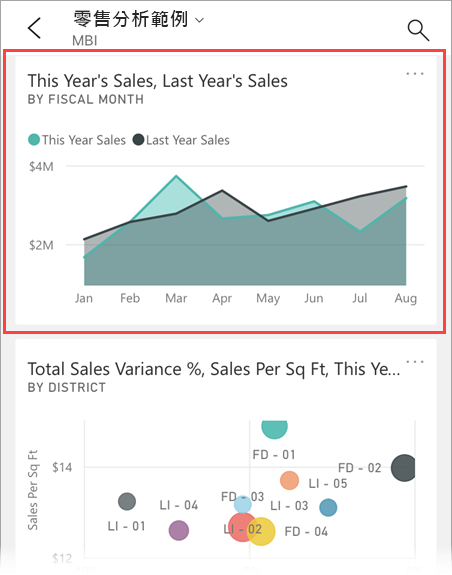 零售分析範例
MBI
This Year's Sales, Last Year's Sales
BY FISCAL MONTH
This Year Sales Last Year Sales
$4M
$2M
Jan Feb Mar Apr May Jun Jul Aug
Total Sales Variance %, Sales Per Sq Ft, This Ye...
BY DISTRICT
Sales Per Sq Ft
FD - 01
$14
FD - 02
LI - 05
FD - 03
LI - 04
LI - 03
LI - 01
LI - 02
FD - 04
$12